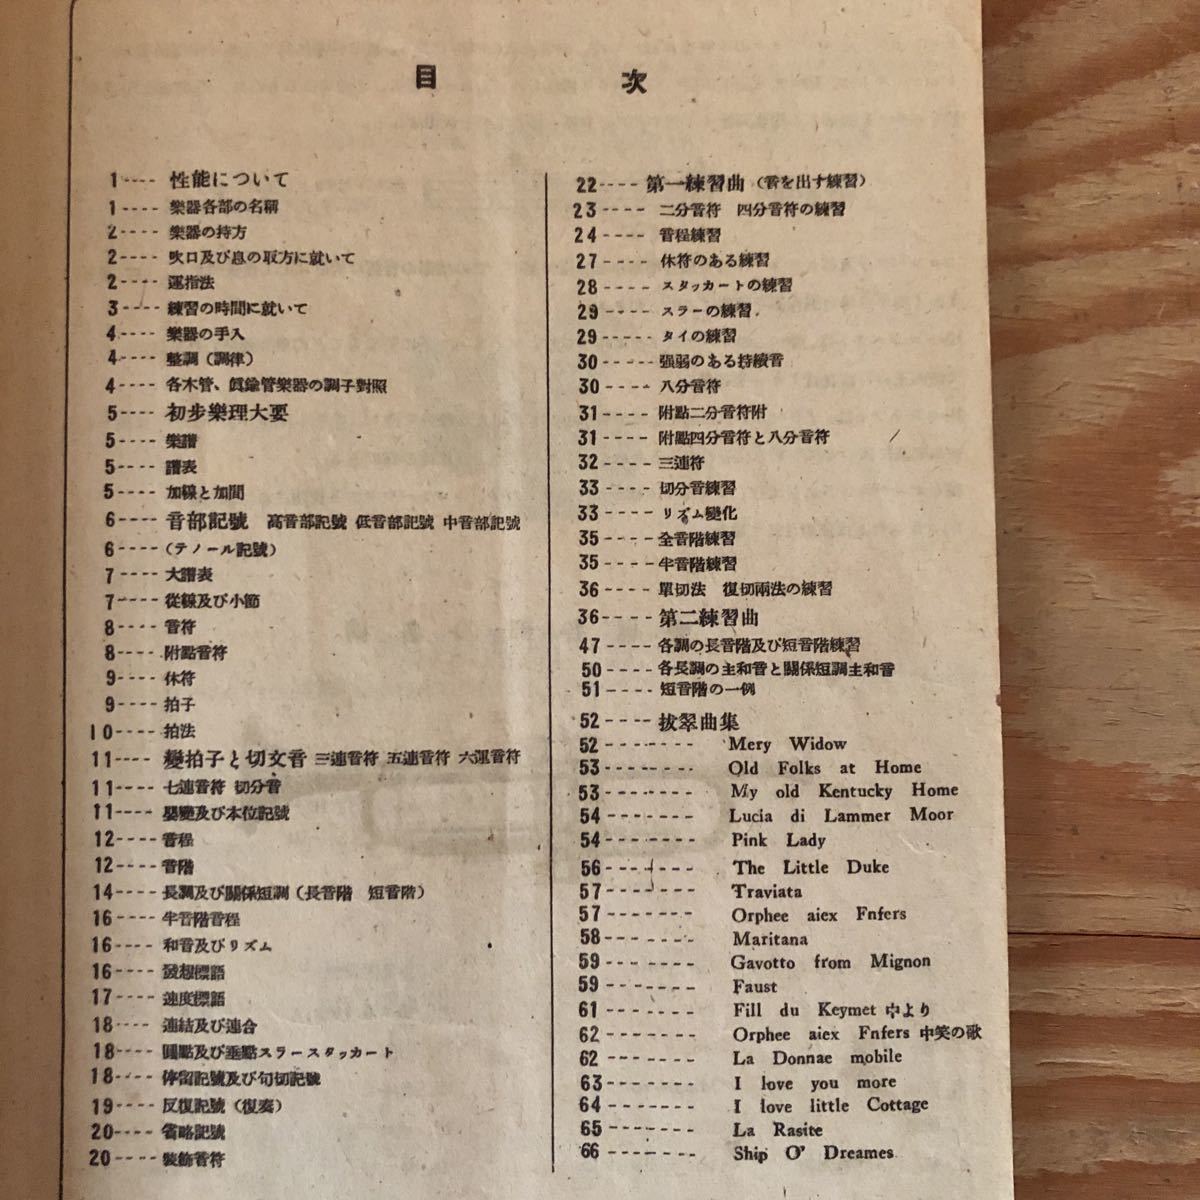 目 次
1---- 性能について
1---- 樂器各部の名稱
2---- 樂器の持方
2---- 吹口及び息の取方に就いて
2---- 運指法
3---- 練習の時間に就いて
4---- 樂器の手入
4---- 整調（調律）
4---- 各木管、眞鍮管樂器の調子對照
5---- 初步樂理大要
5---- 樂譜
5---- 譜表
5---- 加線と加間
6---- 音部記號 高音部記號 低音部記號 中音部記號
6----（テノール記號）
7---- 大譜表
7---- 從線及び小節
8---- 音符
8---- 附點音符
9---- 休符
9---- 拍子
10---- 拍法
11---- 變拍子と切文音 三連音符 五連音符 六運音符
11---- 七連音符 切分音
11---- 嬰變及び本位記號
12---- 音程
12---- 音階
14---- 長調及び關係短調（長音階 短音階）
16---- 半音階音程
16---- 和音及びリズム
16---- 發想標語
17---- 速度標語
18---- 連結及び連合
18---- 圓點及び垂點スラースタッカート
18---- 停留記號及び句切記號
19---- 反復記號（復奏）
20---- 省略記號
20---- 裝飾音符
22---- 第一練習曲（音を出す練習）
23---- 二分音符 四分音符の練習
24---- 音程練習
27---- 休符のある練習
28---- スタッカートの練習
29---- スラーの練習
29---- タイの練習
30---- 强弱のある持續音
30---- 八分音符
31---- 附點二分音符附
31---- 附點四分音符と八分音符
32---- 三連符
33---- 切分音練習
33---- リズム變化
35---- 全音階練習
35---- 半音階練習
36---- 單切法 復切兩法の練習
36---- 第二練習曲
47---- 各調の長音階及び短音階練習
50---- 各長調の主和音と關係短調主和音
51---- 短音階の一例
52---- 拔翠曲集
52------- Mery Widow
53------- Old Folks at Home
53------- My old Kentucky Home
54------- Lucia di Lammer Moor
54------- Pink Lady
56------- The Little Duke
57------- Traviata
57------- Orphee aiex Fnfers
58------- Maritana
59------- Gavotto from Mignon
59------- Faust
61------- Fill du Keymet 中より
62------- Orphee aiex Fnfers 中笑の歌
62------- La Donnae mobile
63------- I love you more
64------- I love little Cottage
65------- La Rasite
66------- Ship O' Dreames